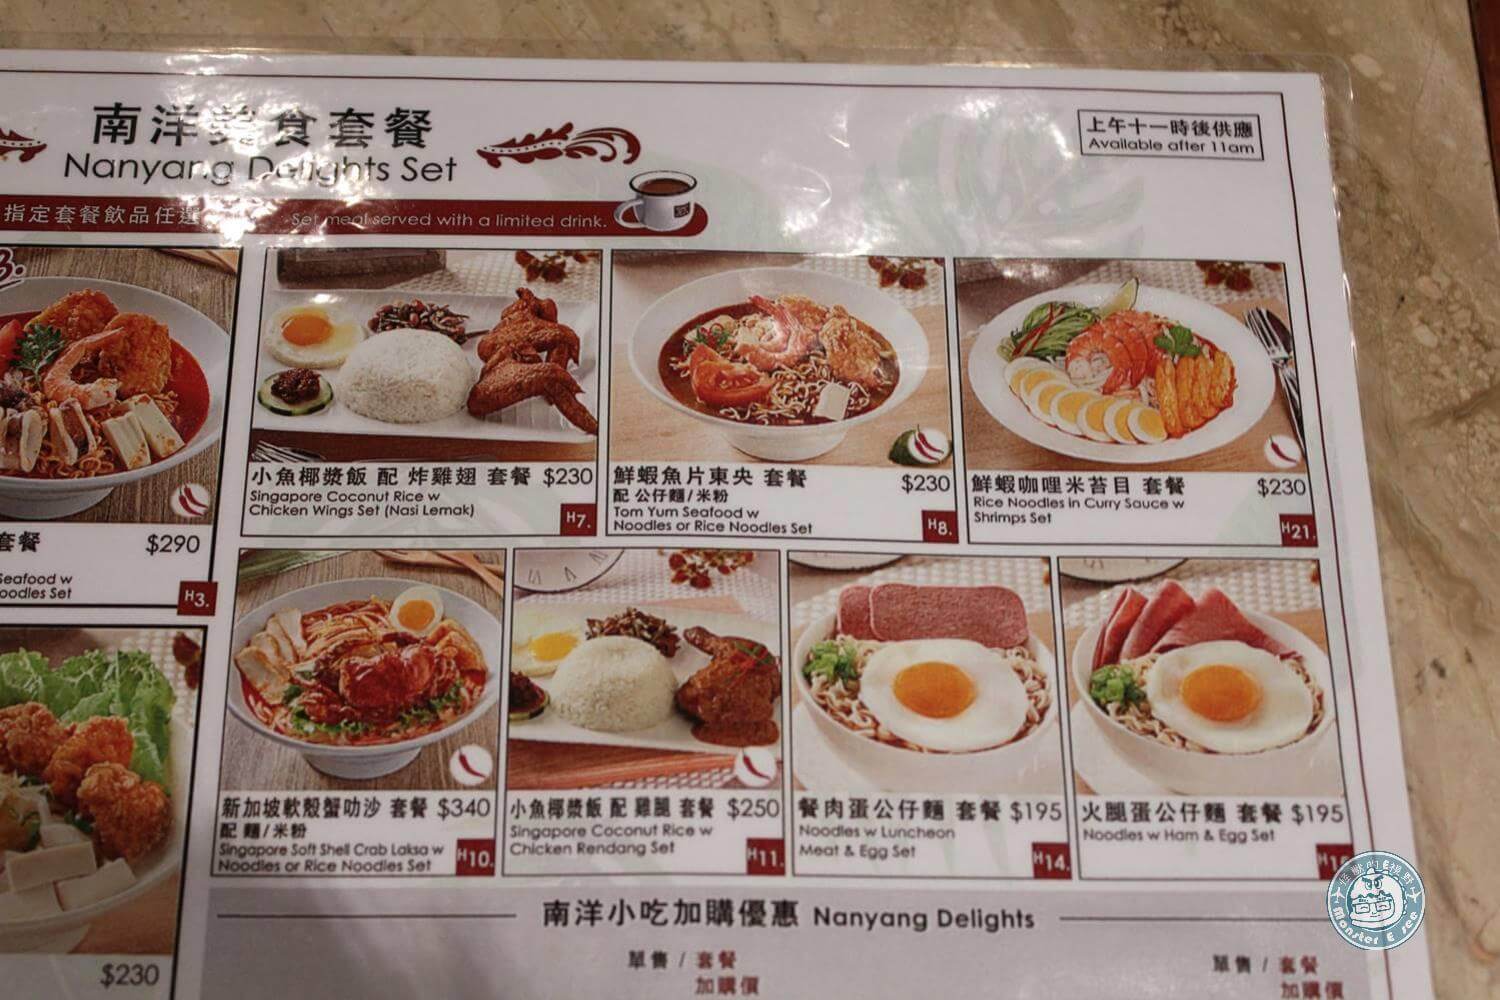 南洋美食套餐
Nanyang Delights Set
上午十一時後供應
Available after 11am
指定套餐飲品任選
Set meal served with a limited drink.
小魚椰漿飯 配 炸雞翅 套餐 $230
Singapore Coconut Rice w
Chicken Wings Set (Nasi Lemak)
H7.
鮮蝦魚片東央 套餐
配 公仔麵/米粉
$230
Tom Yum Seafood w
Noodles or Rice Noodles Set
H8.
鮮蝦咖哩米苔目 套餐 $230
Rice Noodles in Curry Sauce w
Shrimps Set
H21.
套餐 $290
Seafood w
Noodles Set
H3.
新加坡軟殼蟹叻沙 套餐 $340
配 麵/米粉
Singapore Soft Shell Crab Laksa w
Noodles or Rice Noodles Set
H10.
小魚椰漿飯 配 雞腿 套餐 $250
Singapore Coconut Rice w
Chicken Rendang Set
H11.
餐肉蛋公仔麵 套餐 $195
Noodles w Luncheon
Meat & Egg Set
H14.
火腿蛋公仔麵 套餐 $195
Noodles w Ham & Egg Set
$230
南洋小吃加購優惠 Nanyang Delights
單售 / 套餐
加購價
單售 / 套餐
加購價
怪獸的E視野
Monster E see